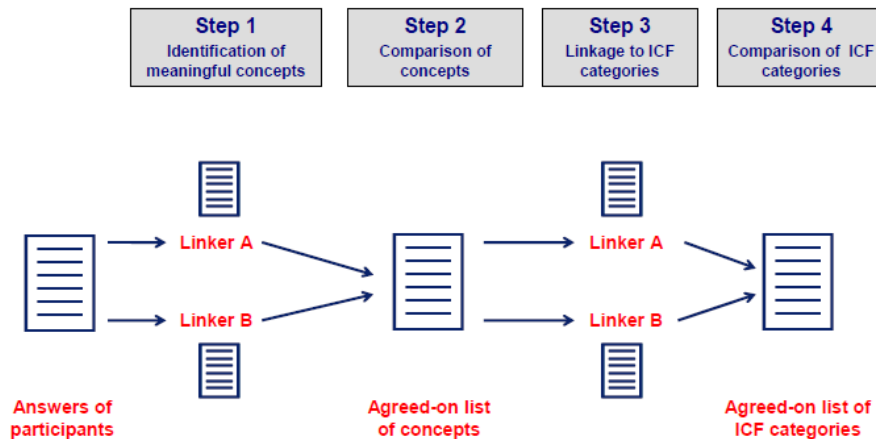 Step 1
Identification of
meaningful concepts
Step 2
Comparison of
concepts
Step 3
Linkage to ICF
categories
Step 4
Comparison of ICF
categories
Linker A
Linker A
Linker B
Linker B
Answers of
participants
Agreed-on list
of concepts
Agreed-on list of
ICF categories